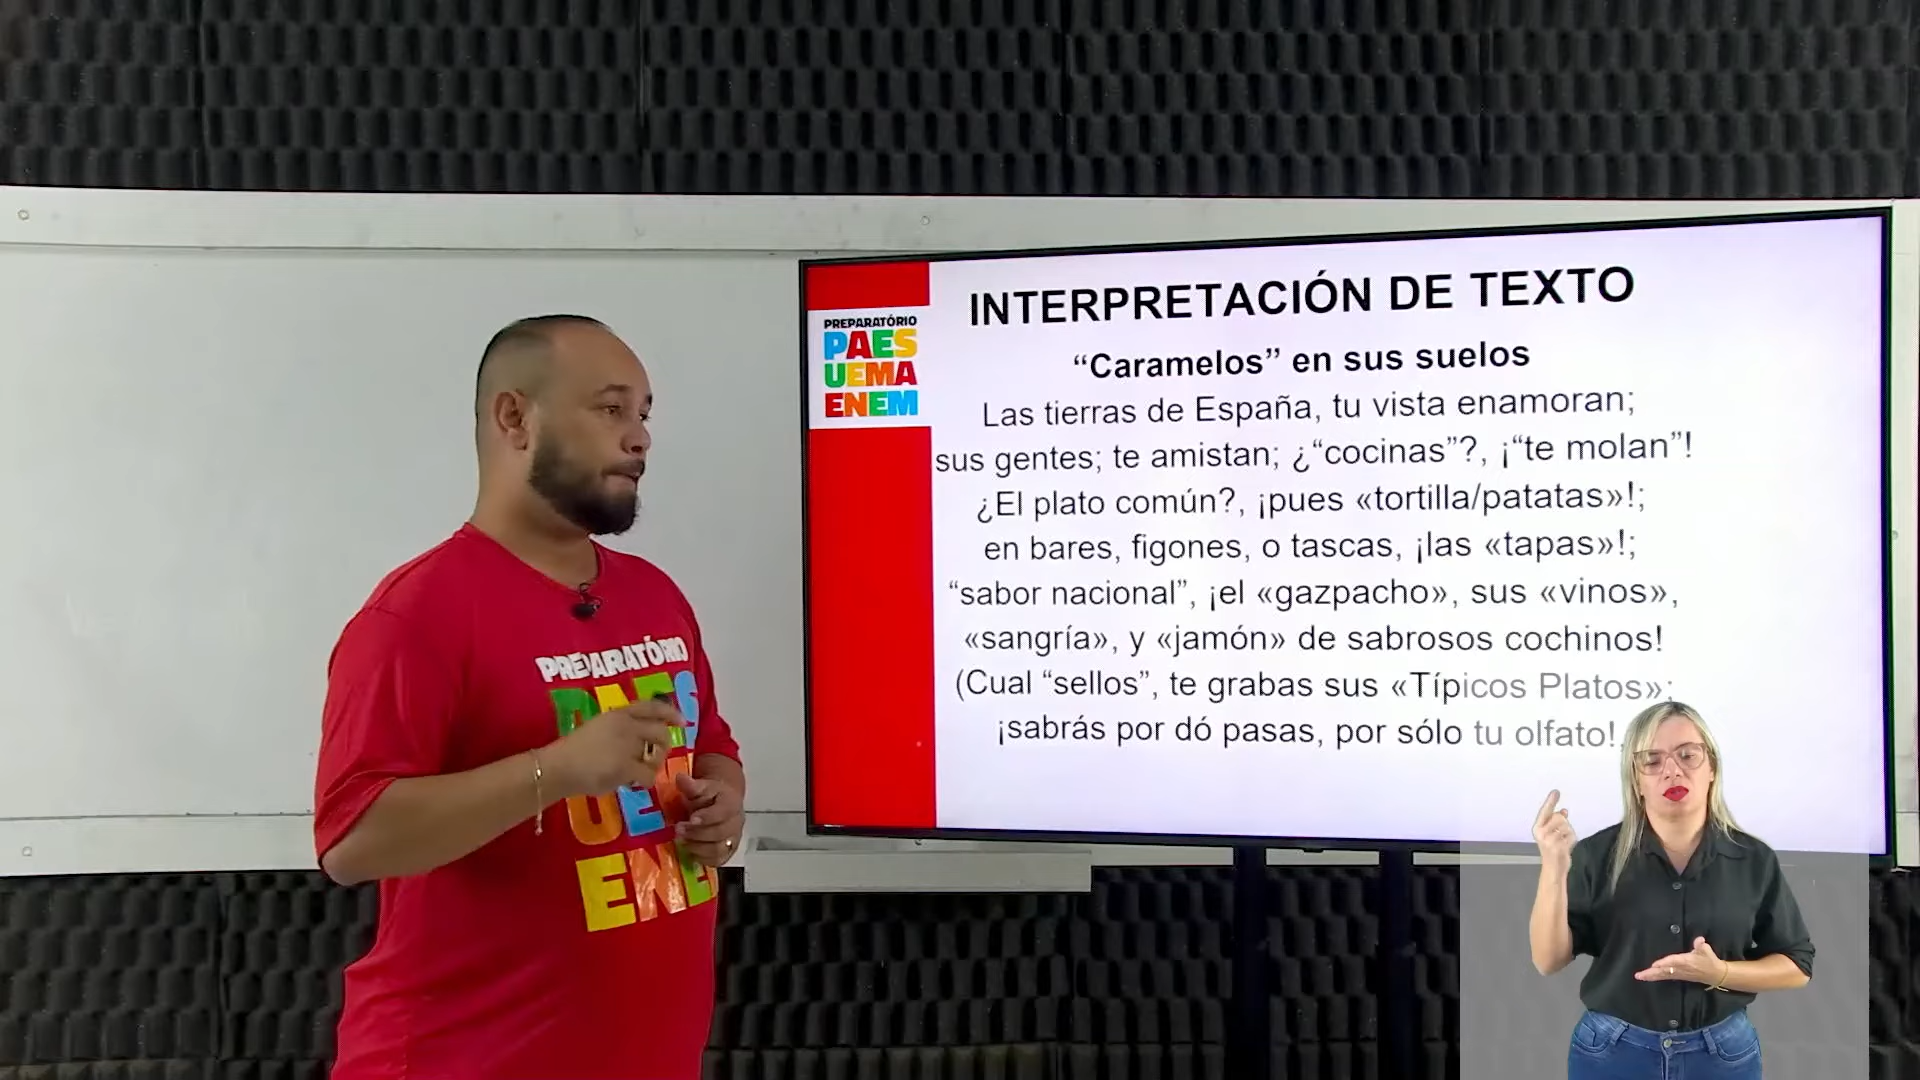 INTERPRETACIÓN DE TEXTO
PREPARATÓRIO
PAES
UEMA
ENEM
“Caramelos” en sus suelos
Las tierras de España, tu vista enamoran;
sus gentes; te amistan; ¿“cocinas”?, ¡“te molan”!
¿El plato común?, ¡pues «tortilla/patatas»!;
en bares, figones, o tascas, ¡las «tapas»!;
“sabor nacional”, ¡el «gazpacho», sus «vinos»,
«sangría», y «jamón» de sabrosos cochinos!
(Cual “sellos”, te grabas sus «Típicos Platos»;
¡sabrás por dó pasas, por sólo tu olfato!
PREPARATÓRIO
PAES
UEM
ENE